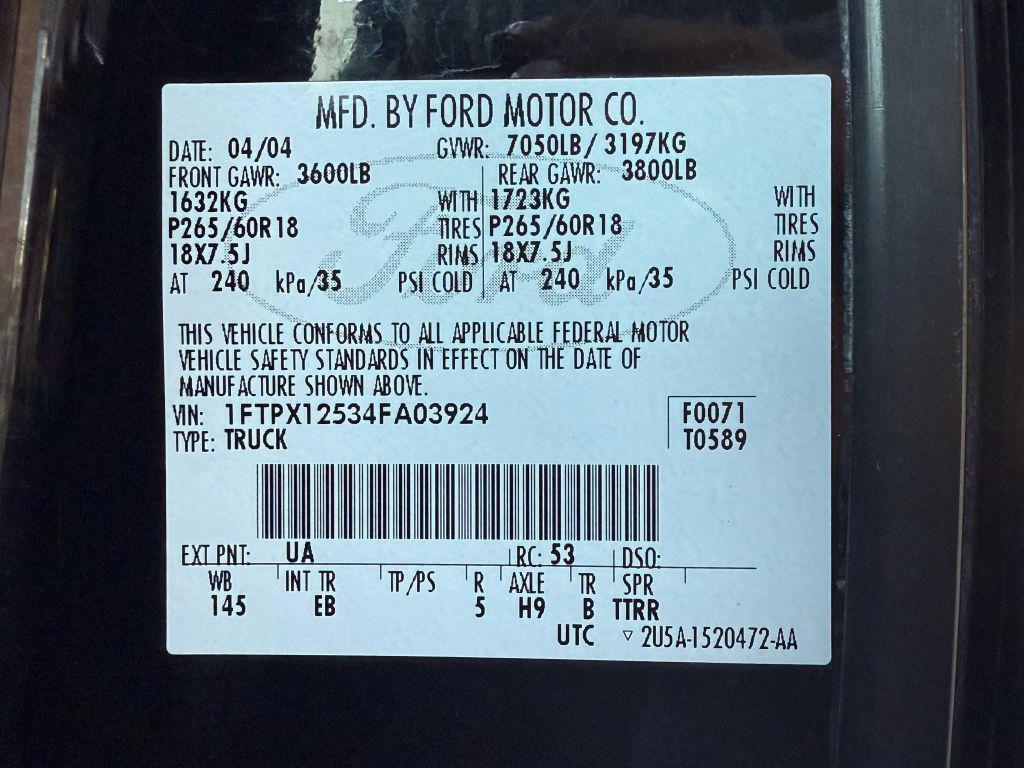 MFD. BY FORD MOTOR CO.
DATE: 04/04 GVWR: 7050LB/ 3197KG
FRONT GAWR: 3600LB REAR GAWR: 3800LB
1632KG WITH 1723KG WITH
P265/60R18 TIRES P265/60R18 TIRES
18X7.5J RIMS 18X7.5J RIMS
AT 240 kPa/35 PSI COLD AT 240 kPa/35 PSI COLD
Ford
THIS VEHICLE CONFORMS TO ALL APPLICABLE FEDERAL MOTOR
VEHICLE SAFETY STANDARDS IN EFFECT ON THE DATE OF
MANUFACTURE SHOWN ABOVE.
VIN: 1FTPX12534FA03924 F0071
TYPE: TRUCK T0589
EXT PNT: UA RC: 53 DSO:
WB INT TR TP/PS R AXLE TR SPR
145 EB 5 H9 B TTRR
UTC ▽ 2U5A-1520472-AA